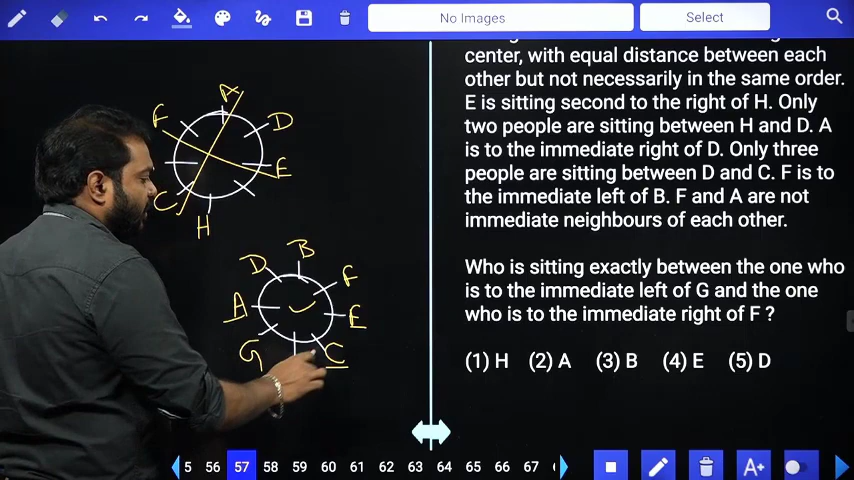 No Images
Select
center, with equal distance between each
other but not necessarily in the same order.
E is sitting second to the right of H. Only
two people are sitting between H and D. A
is to the immediate right of D. Only three
people are sitting between D and C. F is to
the immediate left of B. F and A are not
immediate neighbours of each other.
Who is sitting exactly between the one who
is to the immediate left of G and the one
who is to the immediate right of F ?
(1) H (2) A (3) B (4) E (5) D
A
F
D
E
C
H
B
D
F
A
E
G
C
5 56 57 58 59 60 61 62 63 64 65 66 67
A+